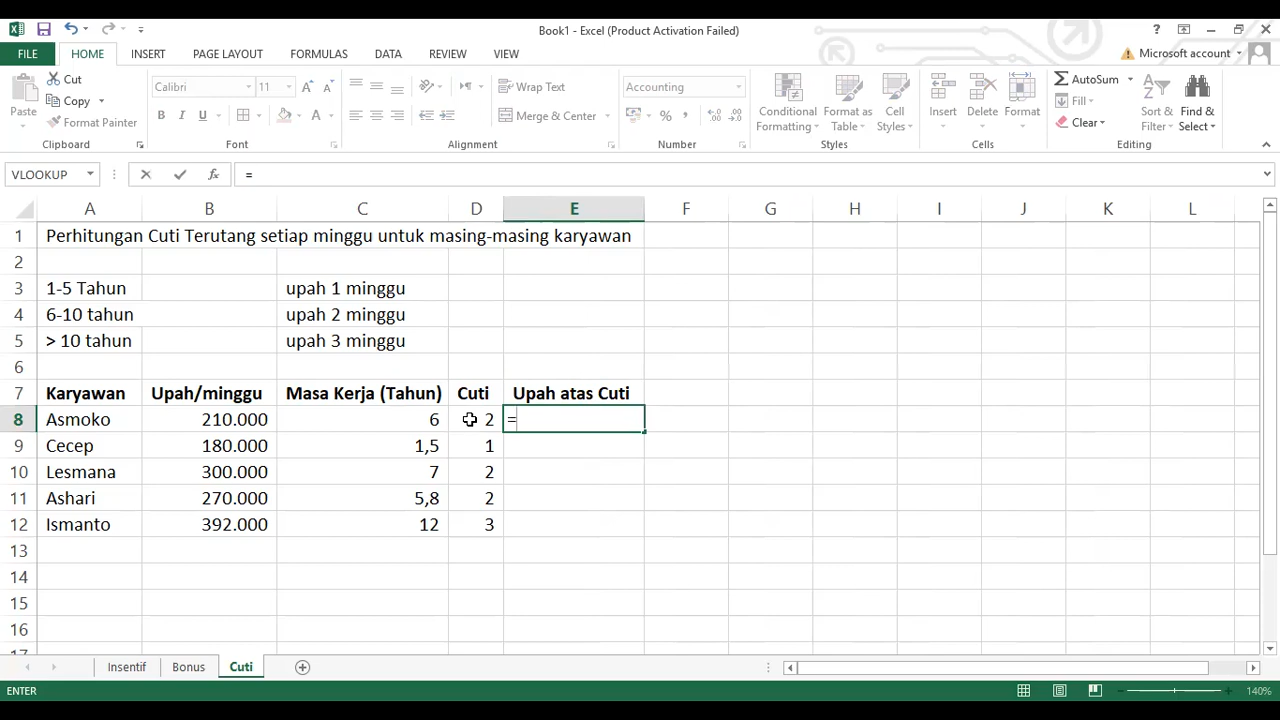 Book1 - Excel (Product Activation Failed)
FILE HOME INSERT PAGE LAYOUT FORMULAS DATA REVIEW VIEW Microsoft account
Paste Cut Copy Format Painter
Clipboard
Calibri 11
B I U A A A
Font
Wrap Text
Merge & Center
Alignment
Accounting
%
Number
Conditional Formatting Format as Table Cell Styles
Styles
Insert Delete Format
Cells
AutoSum Fill Clear Sort & Filter Find & Select
Editing
VLOOKUP fx =
A B C D E F G H I J K L
1 Perhitungan Cuti Terutang setiap minggu untuk masing-masing karyawan
2
3 1-5 Tahun upah 1 minggu
4 6-10 tahun upah 2 minggu
5 > 10 tahun upah 3 minggu
6
7 Karyawan Upah/minggu Masa Kerja (Tahun) Cuti Upah atas Cuti
8 Asmoko 210.000 6 2 =
9 Cecep 180.000 1,5 1
10 Lesmana 300.000 7 2
11 Ashari 270.000 5,8 2
12 Ismanto 392.000 12 3
13
14
15
16
17
Insentif Bonus Cuti
ENTER 140%